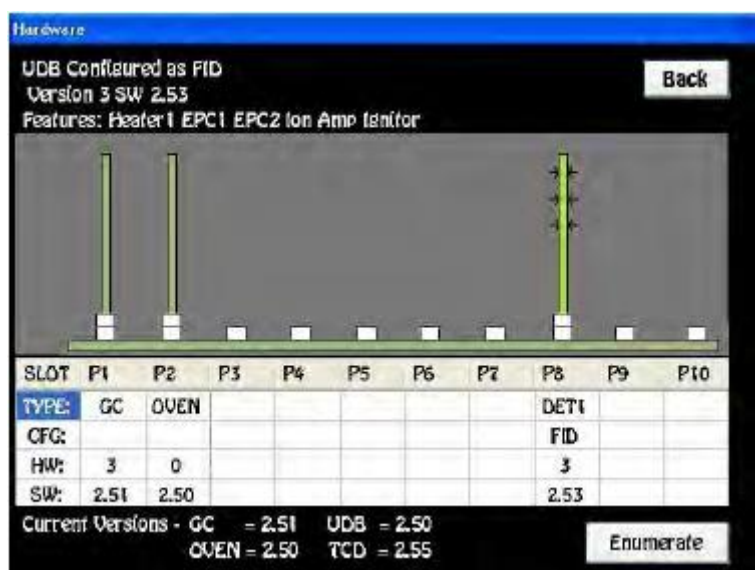 Hardware
UDB Configured as FID
Version 3 SW 2.53
Features: Heater1 EPC1 EPC2 Ion Amp Ignitor
Back
SLOT P1 P2 P3 P4 P5 P6 P7 P8 P9 P10
TYPE: GC OVEN DET1
CFG: FID
HW: 3 0 3
SW: 2.51 2.50 2.53
Current Versions - GC = 2.51 UDB = 2.50
OVEN = 2.50 TCD = 2.55
Enumerate